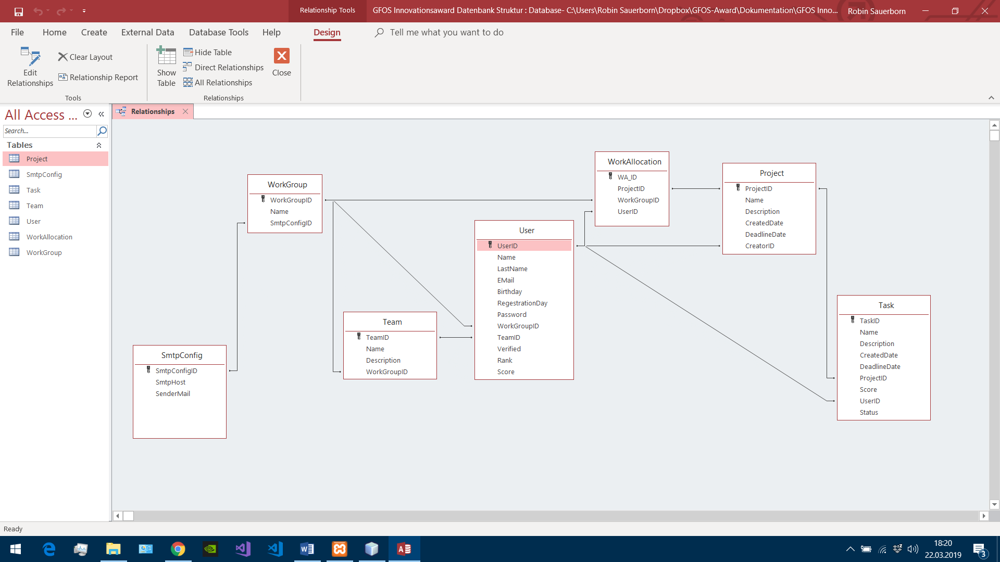 Relationship Tools
GFOS Innovationsaward Datenbank Struktur : Database- C:\Users\Robin Sauerborn\Dropbox\GFOS-Award\Dokumentation\GFOS Inno...
Robin Sauerborn
File
Home
Create
External Data
Database Tools
Help
Design
Tell me what you want to do
Edit
Relationships
Clear Layout
Relationship Report
Tools
Show
Table
Hide Table
Direct Relationships
All Relationships
Close
Relationships
All Access ...
Search...
Tables
Project
SmtpConfig
Task
Team
User
WorkAllocation
WorkGroup
Relationships
WorkGroup
WorkGroupID
Name
SmtpConfigID
SmtpConfig
SmtpConfigID
SmtpHost
SenderMail
Team
TeamID
Name
Description
WorkGroupID
User
UserID
Name
LastName
EMail
Birthday
RegestrationDay
Password
WorkGroupID
TeamID
Verified
Rank
Score
WorkAllocation
WA_ID
ProjectID
WorkGroupID
UserID
Project
ProjectID
Name
Description
CreatedDate
DeadlineDate
CreatorID
Task
TaskID
Name
Description
CreatedDate
DeadlineDate
ProjectID
Score
UserID
Status
Ready
18:20
22.03.2019
3